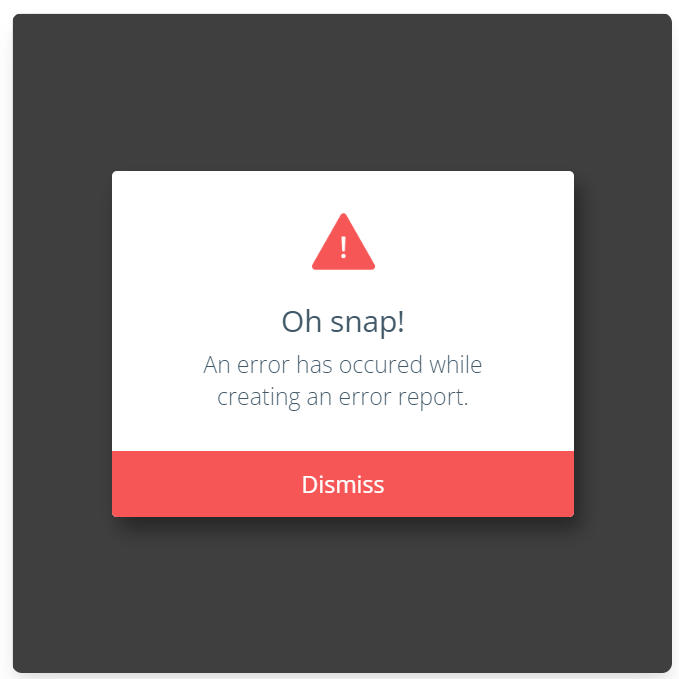 !
Oh snap!
An error has occured while
creating an error report.
Dismiss